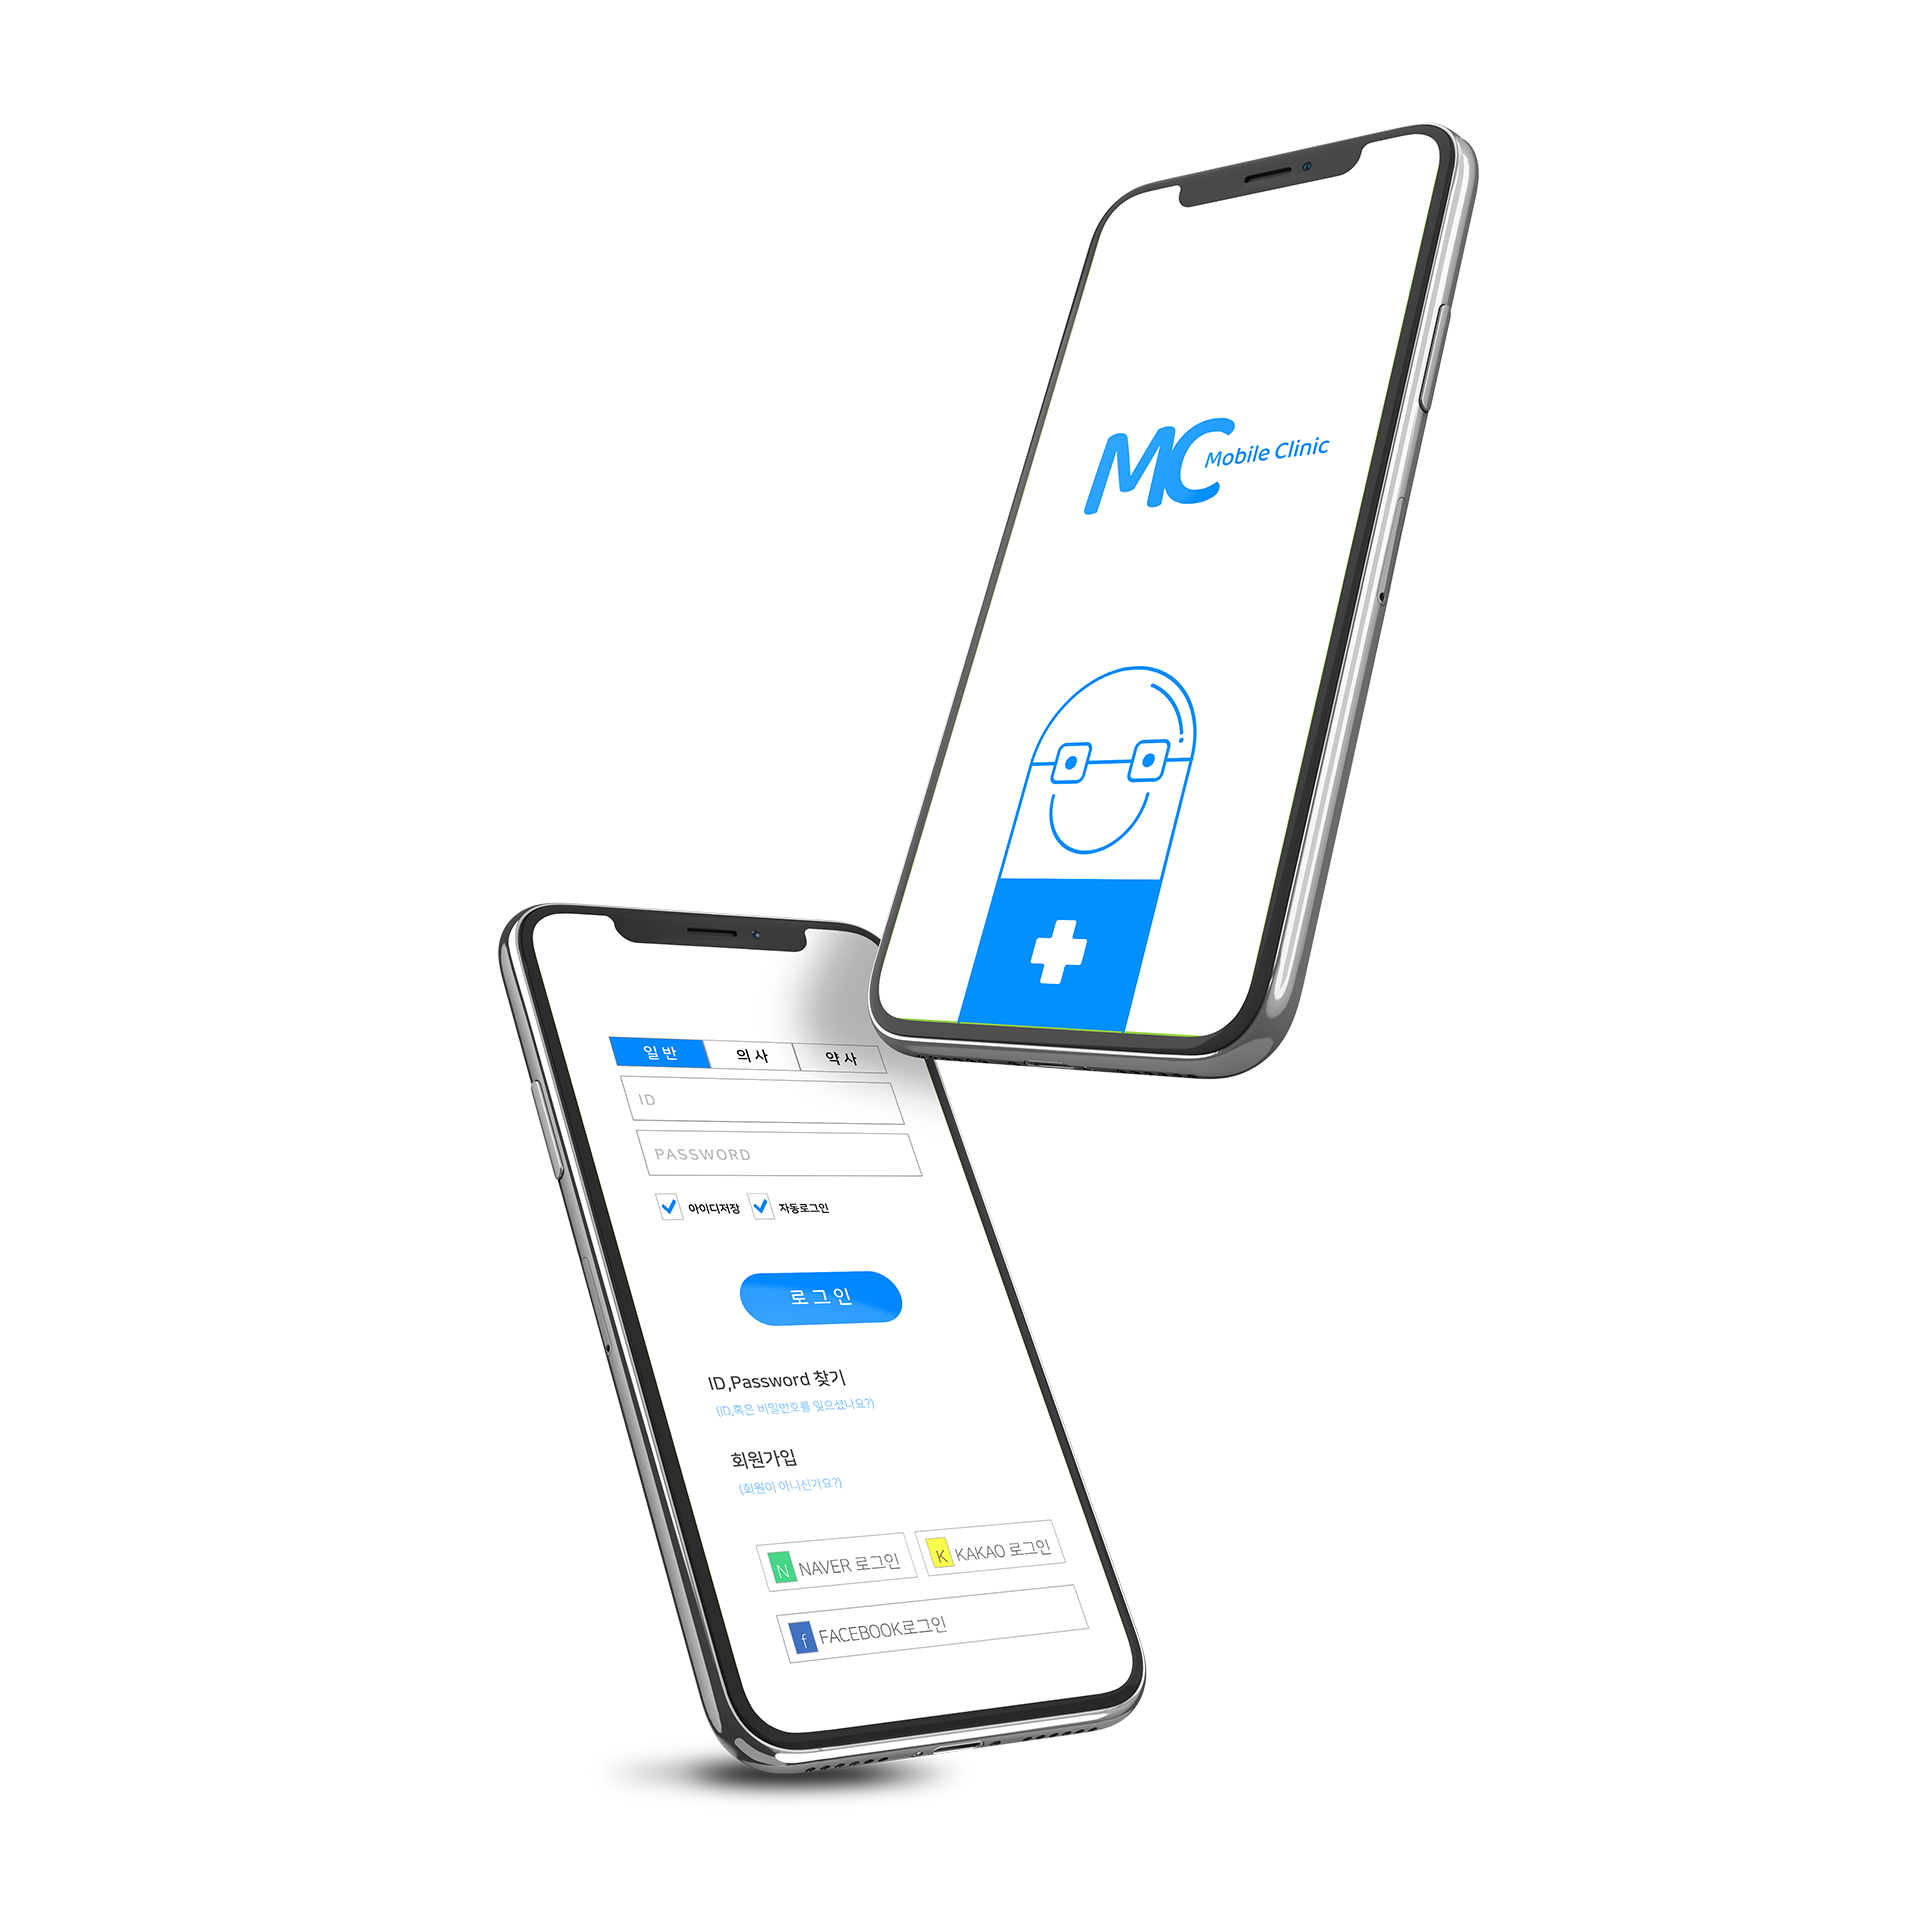 MC Mobile Clinic
일반 의사 약사
ID
PASSWORD
아이디저장 자동로그인
로그인
ID,Password 찾기
(ID,혹은 비밀번호를 잊으셨나요?)
회원가입
(회원이 아니신가요?)
N NAVER 로그인 K KAKAO 로그인
f FACEBOOK로그인